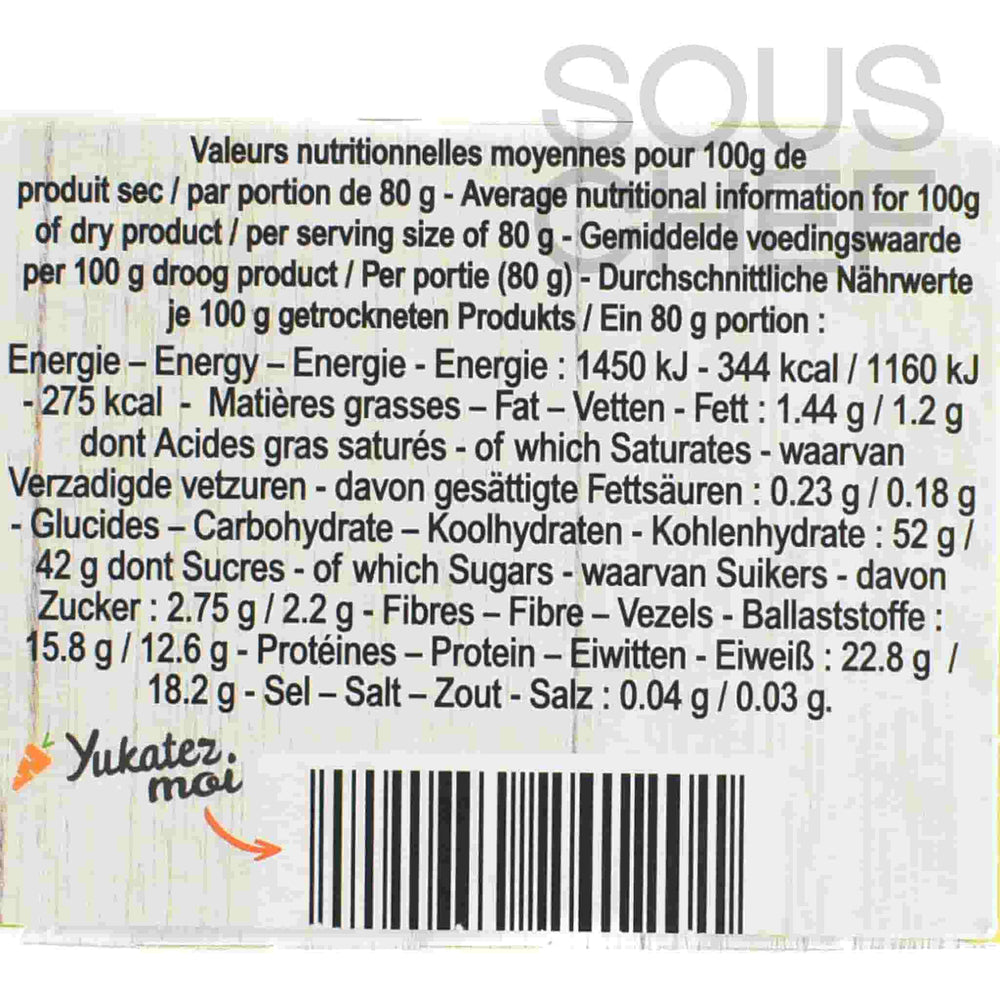 SOUS
CHEF
Valeurs nutritionnelles moyennes pour 100g de
produit sec / par portion de 80 g - Average nutritional information for 100g
of dry product / per serving size of 80 g - Gemiddelde voedingswaarde
per 100 g droog product / Per portie (80 g) - Durchschnittliche Nährwerte
je 100 g getrockneten Produkts / Ein 80 g portion :
Energie – Energy – Energie - Energie : 1450 kJ - 344 kcal / 1160 kJ
- 275 kcal - Matières grasses – Fat – Vetten - Fett : 1.44 g / 1.2 g
dont Acides gras saturés - of which Saturates - waarvan
Verzadigde vetzuren - davon gesättigte Fettsäuren : 0.23 g / 0.18 g
- Glucides – Carbohydrate – Koolhydraten - Kohlenhydrate : 52 g /
42 g dont Sucres - of which Sugars - waarvan Suikers - davon
Zucker : 2.75 g / 2.2 g - Fibres – Fibre – Vezels - Ballaststoffe :
15.8 g / 12.6 g - Protéines – Protein – Eiwitten - Eiweiß : 22.8 g /
18.2 g - Sel – Salt – Zout - Salz : 0.04 g / 0.03 g.
Yukatez.
moi